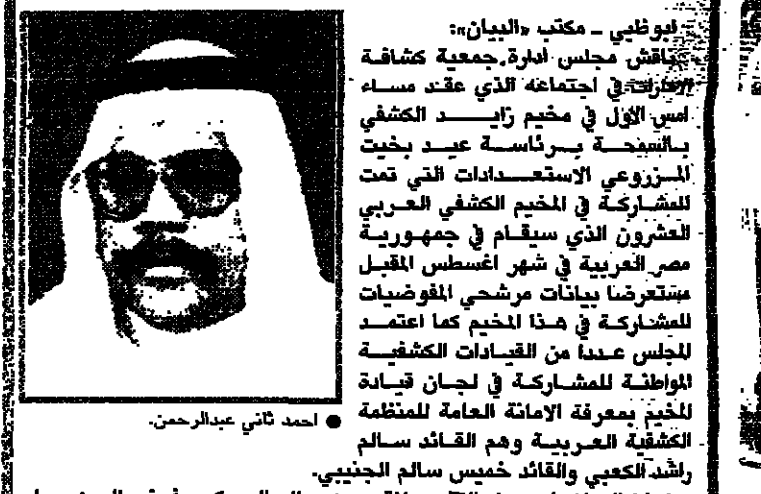 ابوظبي ـ مكتب «البيان»:
ناقش مجلس ادارة جمعية كشافة
الامارات في اجتماعه الذي عقد مساء
امس الاول في مخيم زايد الكشفي
بالسمحة برئاسة عبيد بخيت
المزروعي الاستعدادات التي تمت
للمشاركة في المخيم الكشفي العربي
العشرون الذي سيقام في جمهورية
مصر العربية في شهر اغسطس المقبل
مستعرضا بيانات مرشحي المفوضيات
للمشاركة في هذا المخيم كما اعتمد
المجلس عددا من القيادات الكشفية
المواطنة للمشاركة في لجان قيادة
المخيم بمعرفة الامانة العامة للمنظمة
الكشفية العربية وهم القائد سالم
راشد الكعبي والقائد خميس سالم الجنيبي.
● احمد ثاني عبدالرحمن.